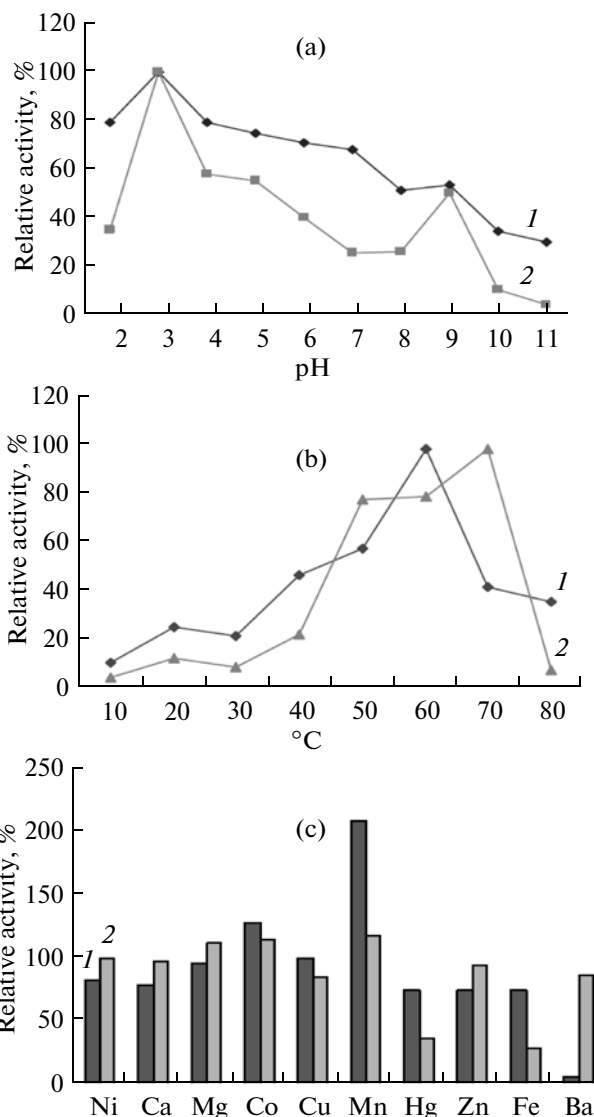 120
(a)
100
80
60
40
20
0
Relative activity, %
1
2
2 3 4 5 6 7 8 9 10 11
pH
120
(b)
100
80
60
40
20
0
Relative activity, %
1
2
10 20 30 40 50 60 70 80
°C
250
200
(c)
150
100
50
0
Relative activity, %
1
2
Ni Ca Mg Co Cu Mn Hg Zn Fe Ba